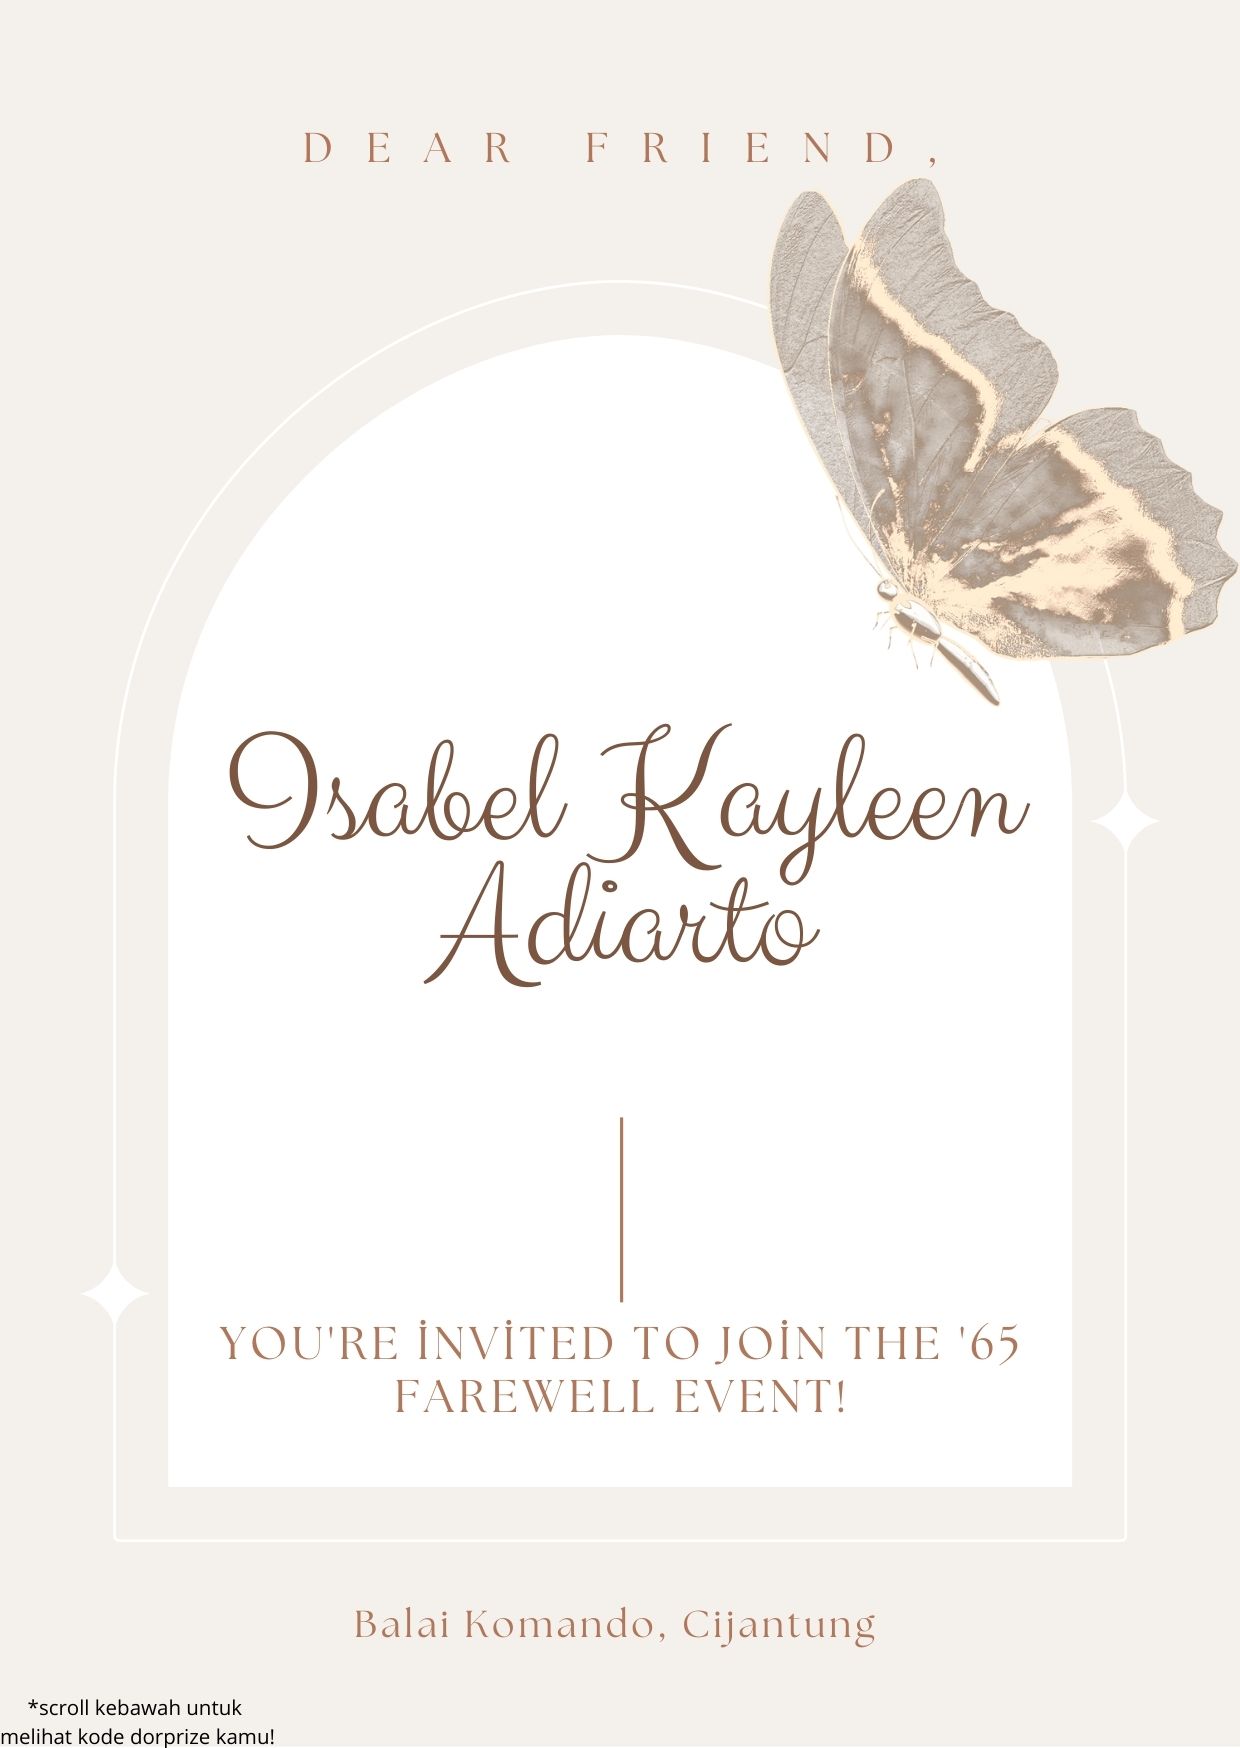 DEAR FRIEND,
Isabel Kayleen
Adiarto
YOU'RE İNVİTED TO JOİN THE '65
FAREWELL EVENT!
Balai Komando, Cijantung
*scroll kebawah untuk
melihat kode dorprize kamu!